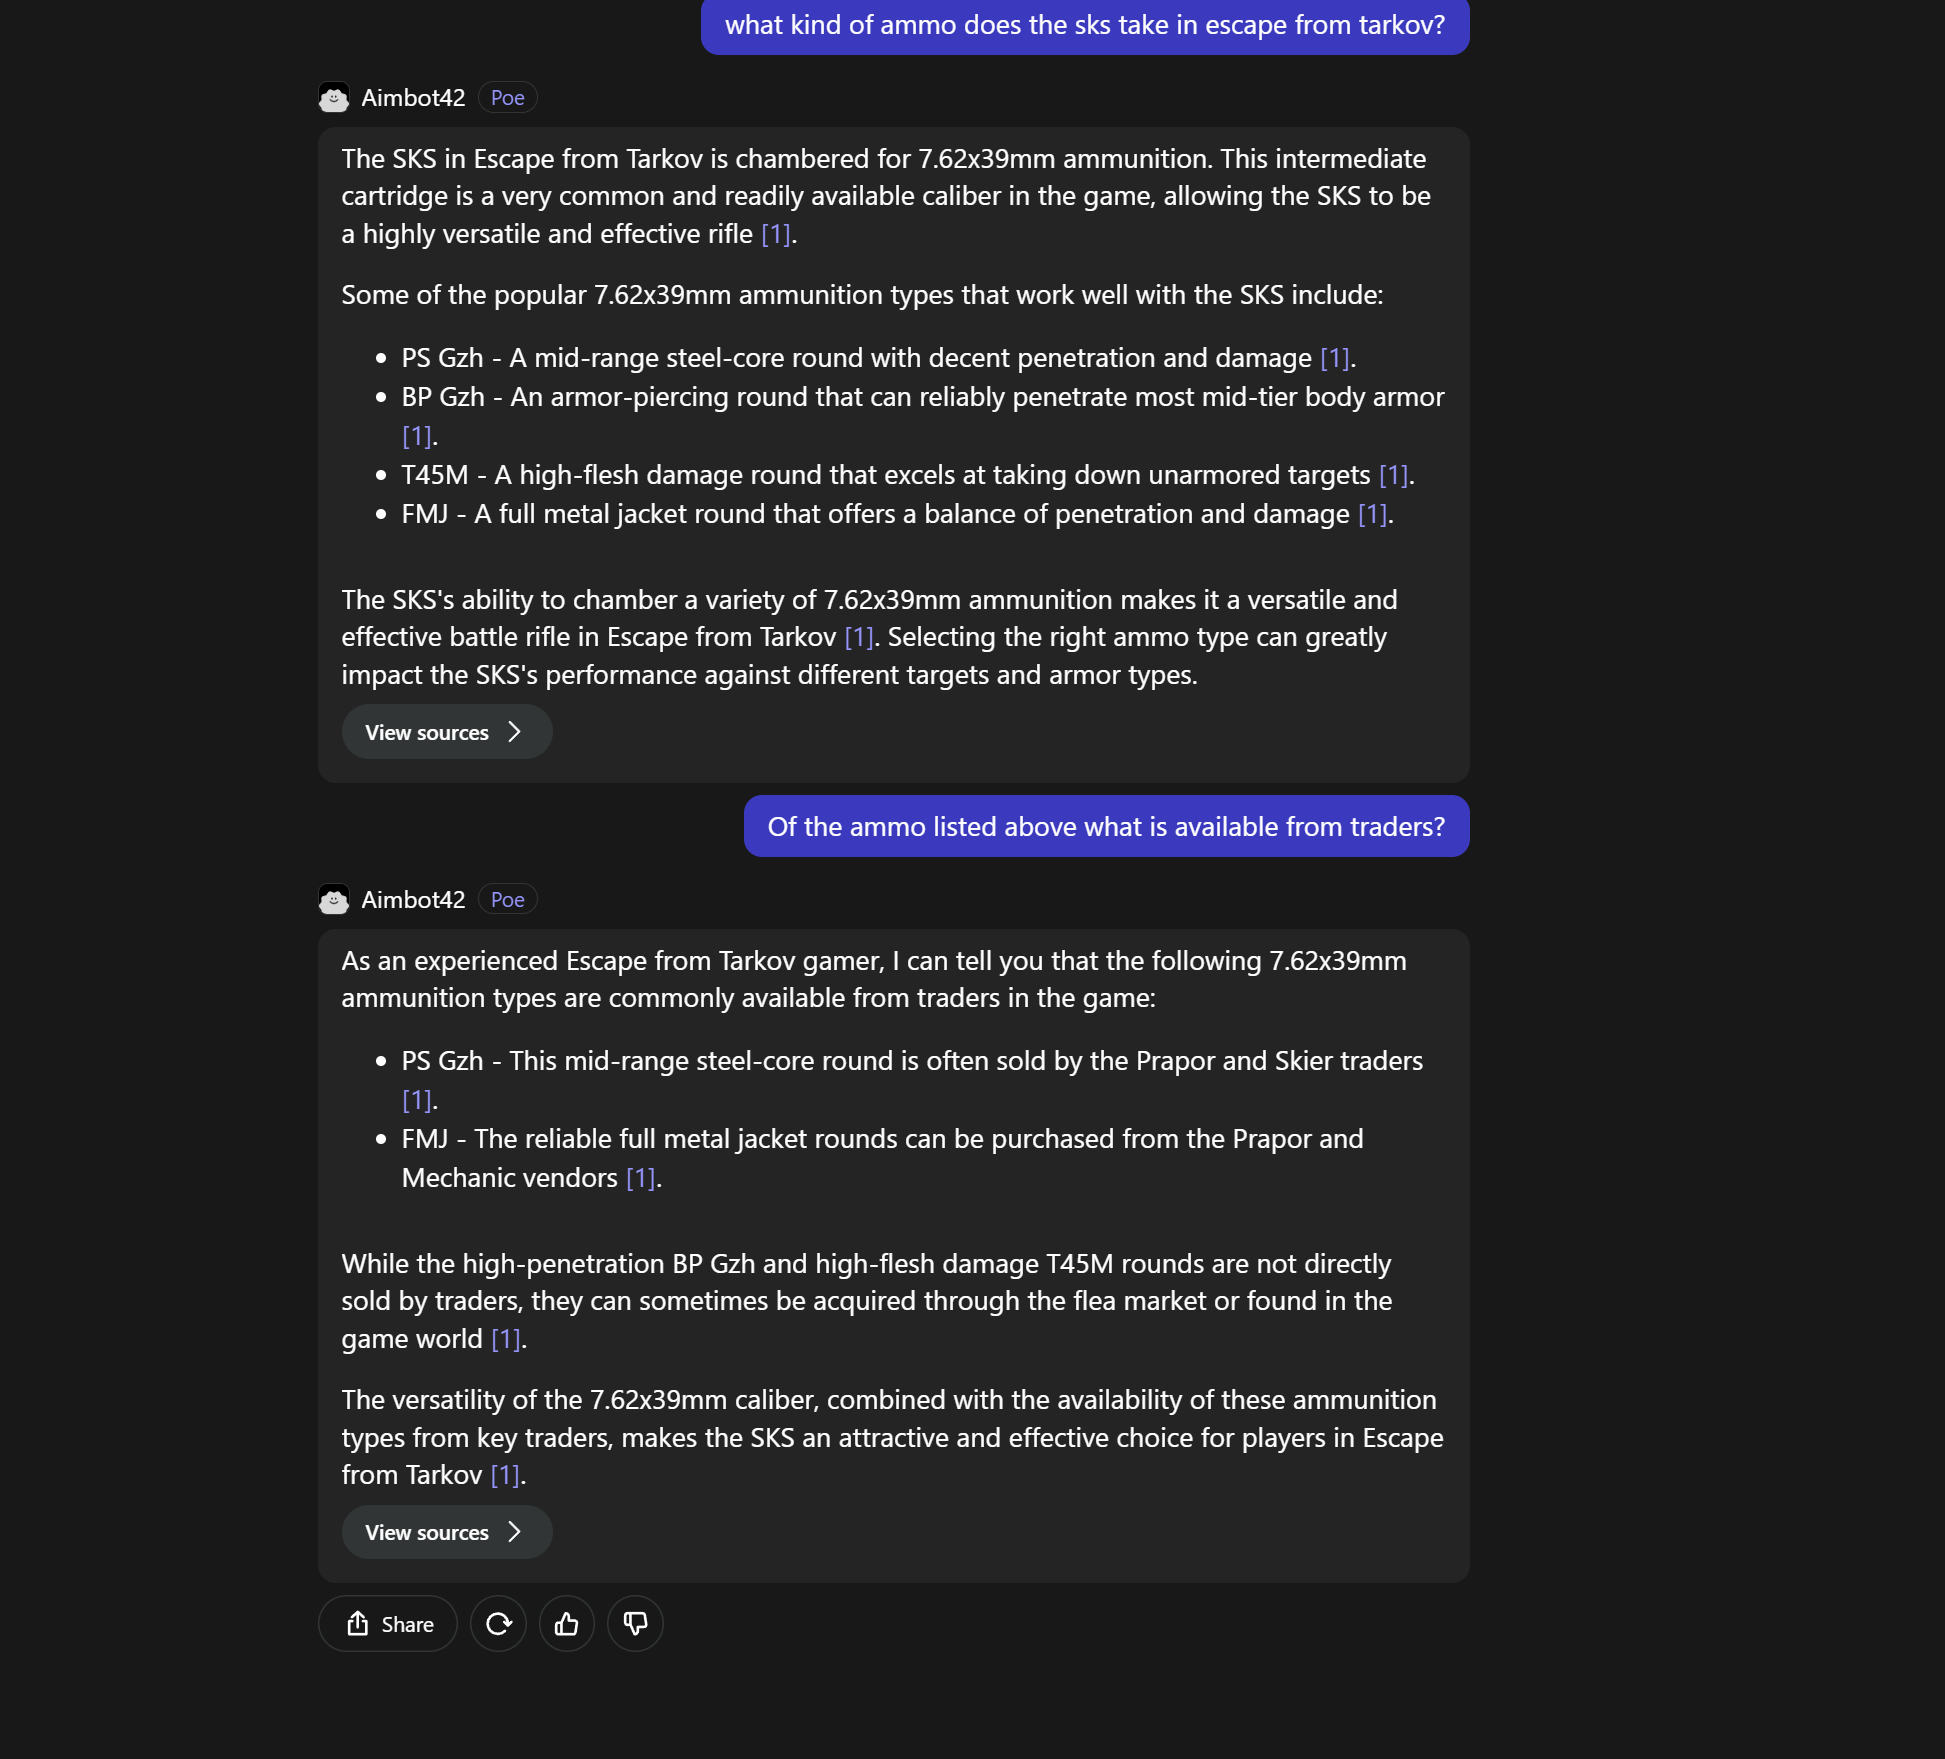 what kind of ammo does the sks take in escape from tarkov?
Aimbot42 Poe
The SKS in Escape from Tarkov is chambered for 7.62x39mm ammunition. This intermediate
cartridge is a very common and readily available caliber in the game, allowing the SKS to be
a highly versatile and effective rifle [1].
Some of the popular 7.62x39mm ammunition types that work well with the SKS include:
• PS Gzh - A mid-range steel-core round with decent penetration and damage [1].
• BP Gzh - An armor-piercing round that can reliably penetrate most mid-tier body armor
[1].
• T45M - A high-flesh damage round that excels at taking down unarmored targets [1].
• FMJ - A full metal jacket round that offers a balance of penetration and damage [1].
The SKS's ability to chamber a variety of 7.62x39mm ammunition makes it a versatile and
effective battle rifle in Escape from Tarkov [1]. Selecting the right ammo type can greatly
impact the SKS's performance against different targets and armor types.
View sources
Of the ammo listed above what is available from traders?
Aimbot42 Poe
As an experienced Escape from Tarkov gamer, I can tell you that the following 7.62x39mm
ammunition types are commonly available from traders in the game:
• PS Gzh - This mid-range steel-core round is often sold by the Prapor and Skier traders
[1].
• FMJ - The reliable full metal jacket rounds can be purchased from the Prapor and
Mechanic vendors [1].
While the high-penetration BP Gzh and high-flesh damage T45M rounds are not directly
sold by traders, they can sometimes be acquired through the flea market or found in the
game world [1].
The versatility of the 7.62x39mm caliber, combined with the availability of these ammunition
types from key traders, makes the SKS an attractive and effective choice for players in Escape
from Tarkov [1].
View sources
Share